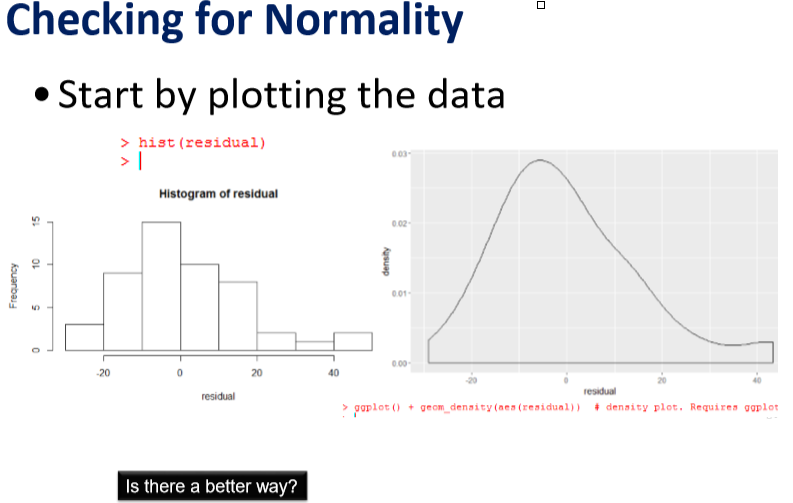 Checking for Normality
• Start by plotting the data
> hist(residual)
>
Histogram of residual
Frequency
15
10
5
0
-20
0
20
40
residual
density
0.03
0.02
0.01
0.00
-20
0
20
40
residual
> ggplot() + geom_density(aes(residual)) # density plot. Requires ggplot
Is there a better way?